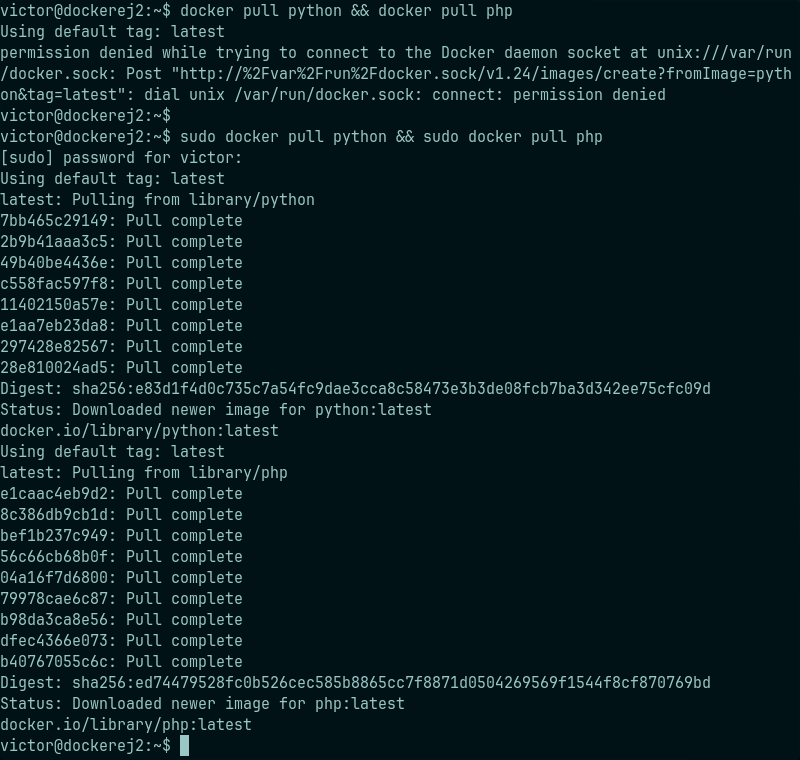 victor@dockerej2:~$ docker pull python && docker pull php
Using default tag: latest
permission denied while trying to connect to the Docker daemon socket at unix:///var/run
/docker.sock: Post "http://%2Fvar%2Frun%2Fdocker.sock/v1.24/images/create?fromImage=pyth
on&tag=latest": dial unix /var/run/docker.sock: connect: permission denied
victor@dockerej2:~$
victor@dockerej2:~$ sudo docker pull python && sudo docker pull php
[sudo] password for victor:
Using default tag: latest
latest: Pulling from library/python
7bb465c29149: Pull complete
2b9b41aaa3c5: Pull complete
49b40be4436e: Pull complete
c558fac597f8: Pull complete
11402150a57e: Pull complete
e1aa7eb23da8: Pull complete
297428e82567: Pull complete
28e810024ad5: Pull complete
Digest: sha256:e83d1f4d0c735c7a54fc9dae3cca8c58473e3b3de08fcb7ba3d342ee75cfc09d
Status: Downloaded newer image for python:latest
docker.io/library/python:latest
Using default tag: latest
latest: Pulling from library/php
e1caac4eb9d2: Pull complete
8c386db9cb1d: Pull complete
bef1b237c949: Pull complete
56c66cb68b0f: Pull complete
04a16f7d6800: Pull complete
79978cae6c87: Pull complete
b98da3ca8e56: Pull complete
dfec4366e073: Pull complete
b40767055c6c: Pull complete
Digest: sha256:ed74479528fc0b526cec585b8865cc7f8871d0504269569f1544f8cf870769bd
Status: Downloaded newer image for php:latest
docker.io/library/php:latest
victor@dockerej2:~$